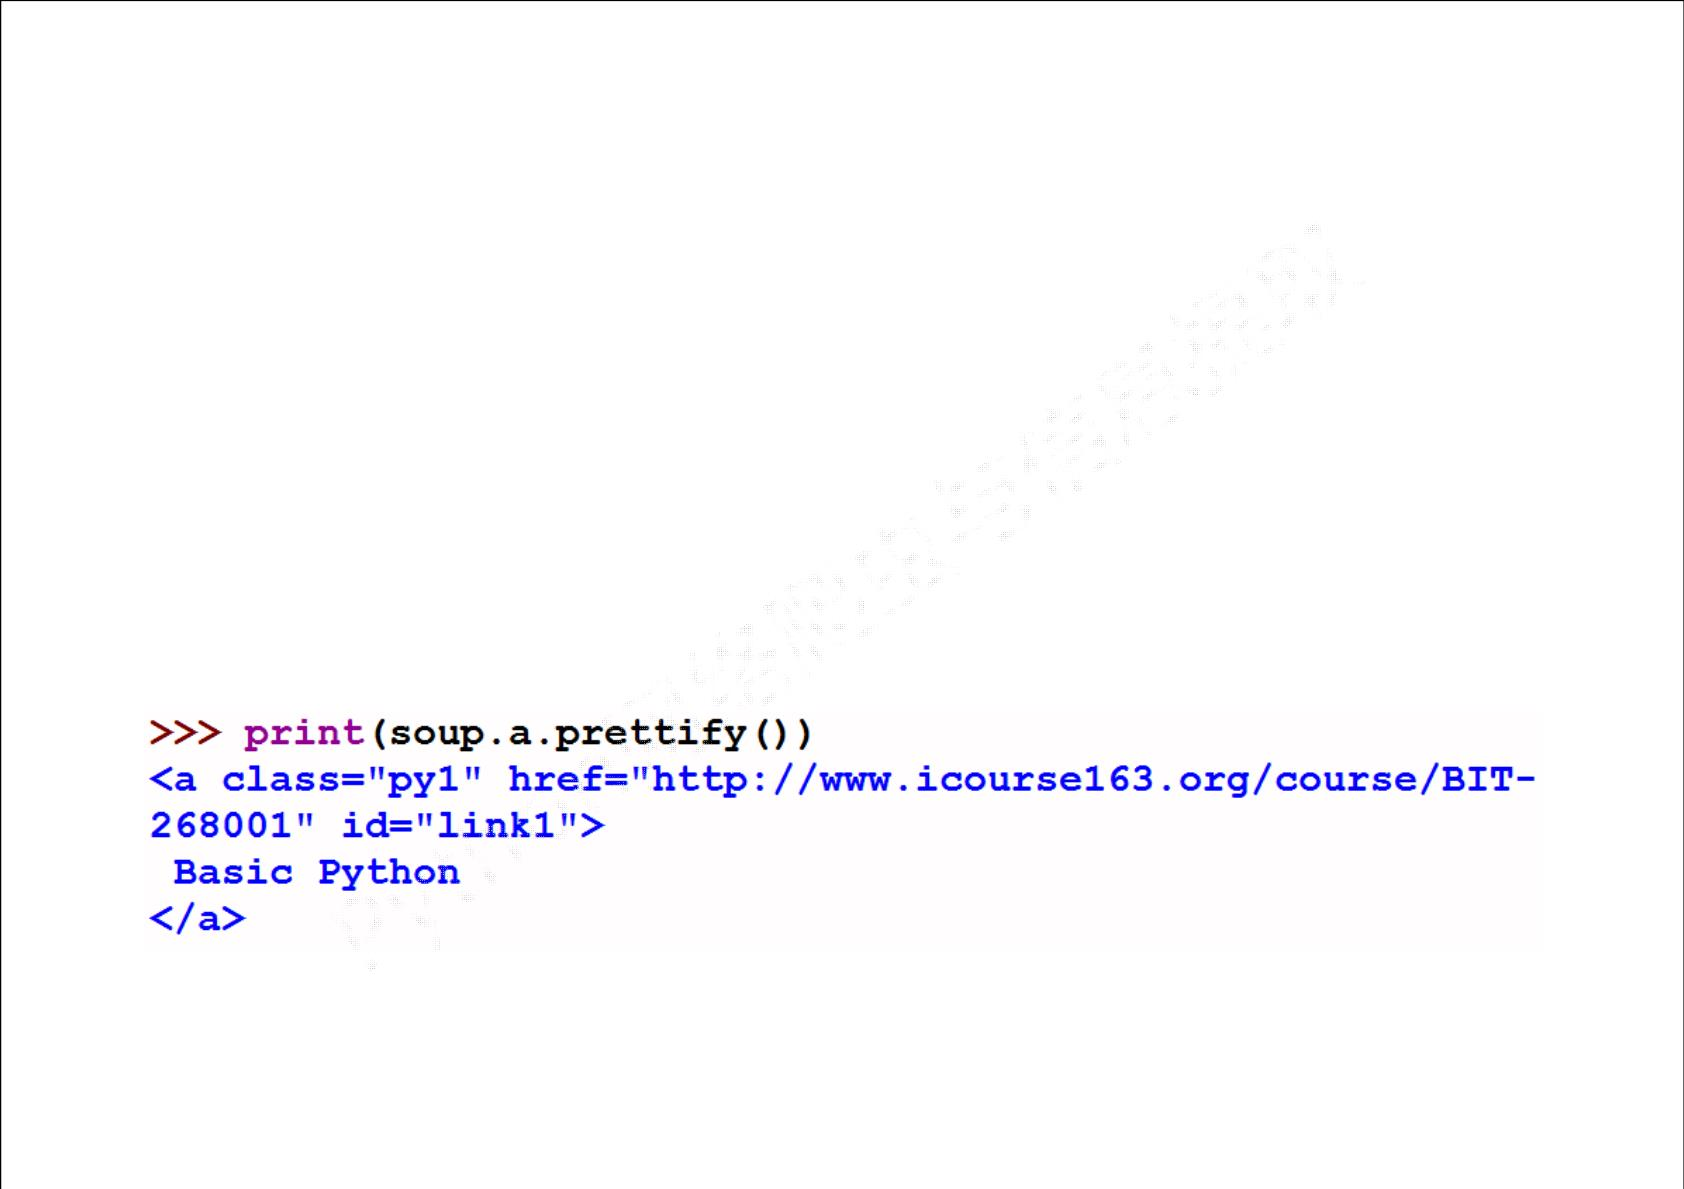 >>> print(soup.a.prettify())
<a class="py1" href="http://www.icourse163.org/course/BIT-
268001" id="link1">
 Basic Python
</a>